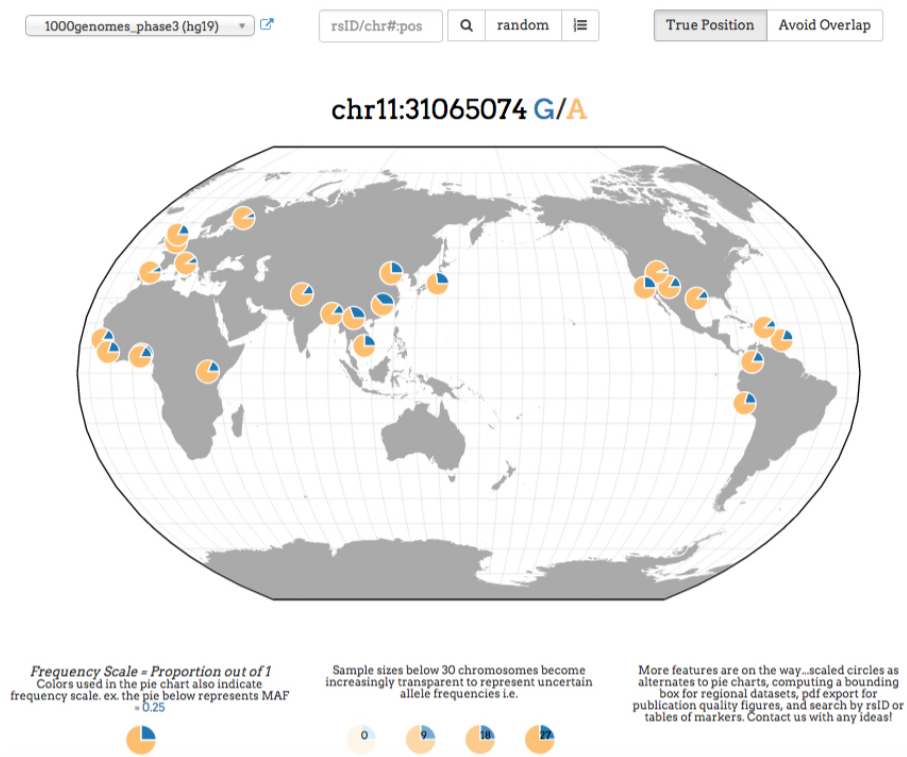 1000genomes_phase3 (hg19)
rsID/chr#:pos
random
True Position
Avoid Overlap
chr11:31065074 G/A
Frequency Scale = Proportion out of 1
Colors used in the pie chart also indicate
frequency scale. ex. the pie below represents MAF
= 0.25
Sample sizes below 30 chromosomes become
increasingly transparent to represent uncertain
allele frequencies i.e.
0
9
18
27
More features are on the way...scaled circles as
alternates to pie charts, computing a bounding
box for regional datasets, pdf export for
publication quality figures, and search by rsID or
tables of markers. Contact us with any ideas!